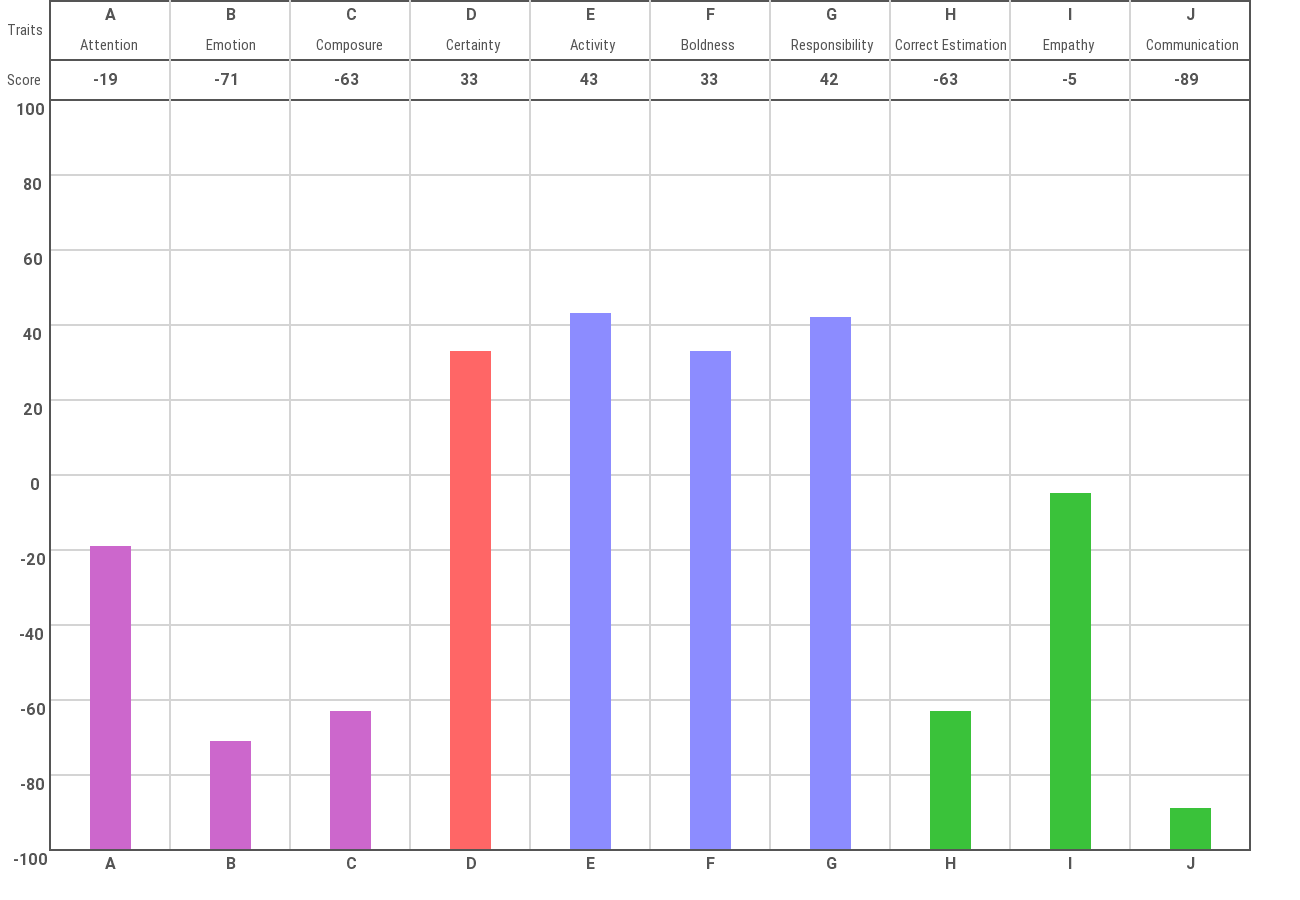 A B C D E F G H I J
Traits
Attention Emotion Composure Certainty Activity Boldness Responsibility Correct Estimation Empathy Communication
Score -19 -71 -63 33 43 33 42 -63 -5 -89
100
80
60
40
20
0
-20
-40
-60
-80
-100
A B C D E F G H I J